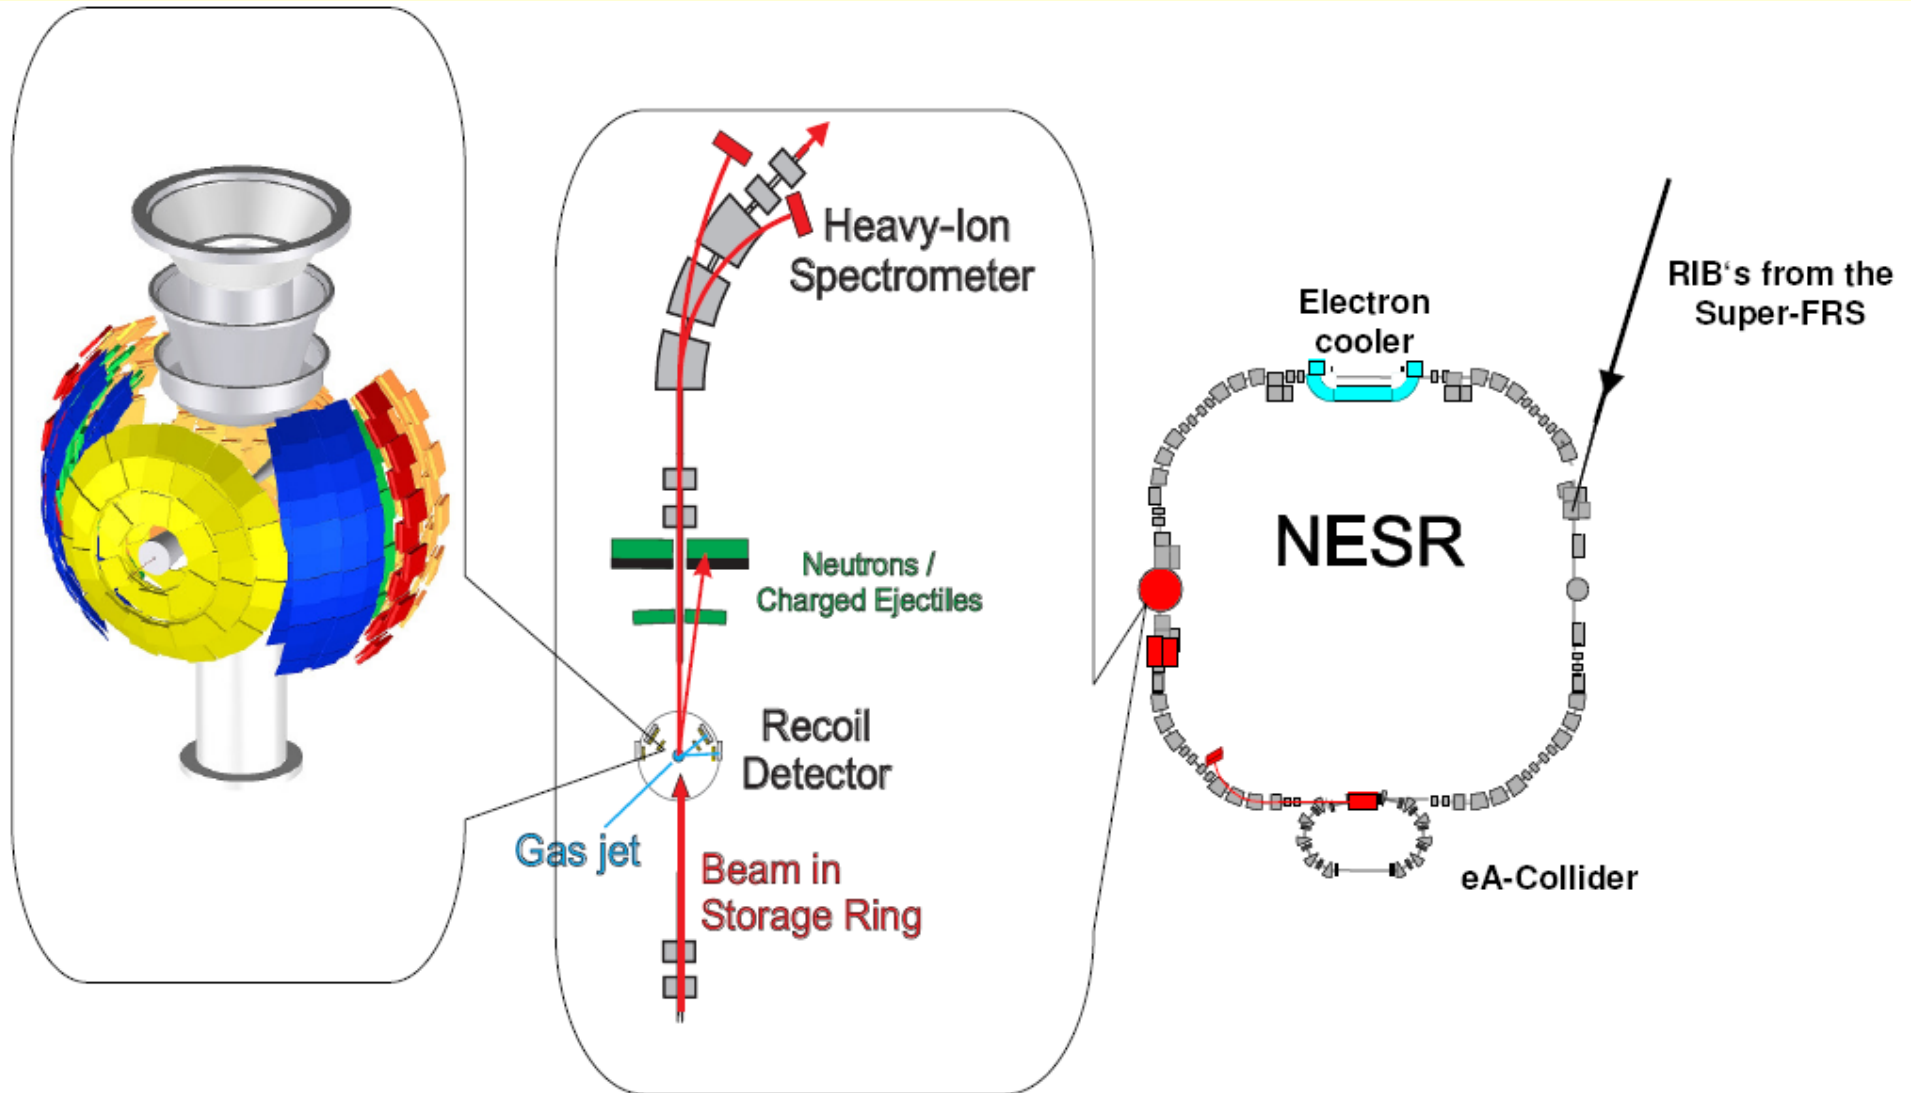 Heavy-Ion
Spectrometer
Neutrons /
Charged Ejectiles
Recoil
Detector
Gas jet
Beam in
Storage Ring
Electron
cooler
RIB‘s from the
Super-FRS
NESR
eA-Collider